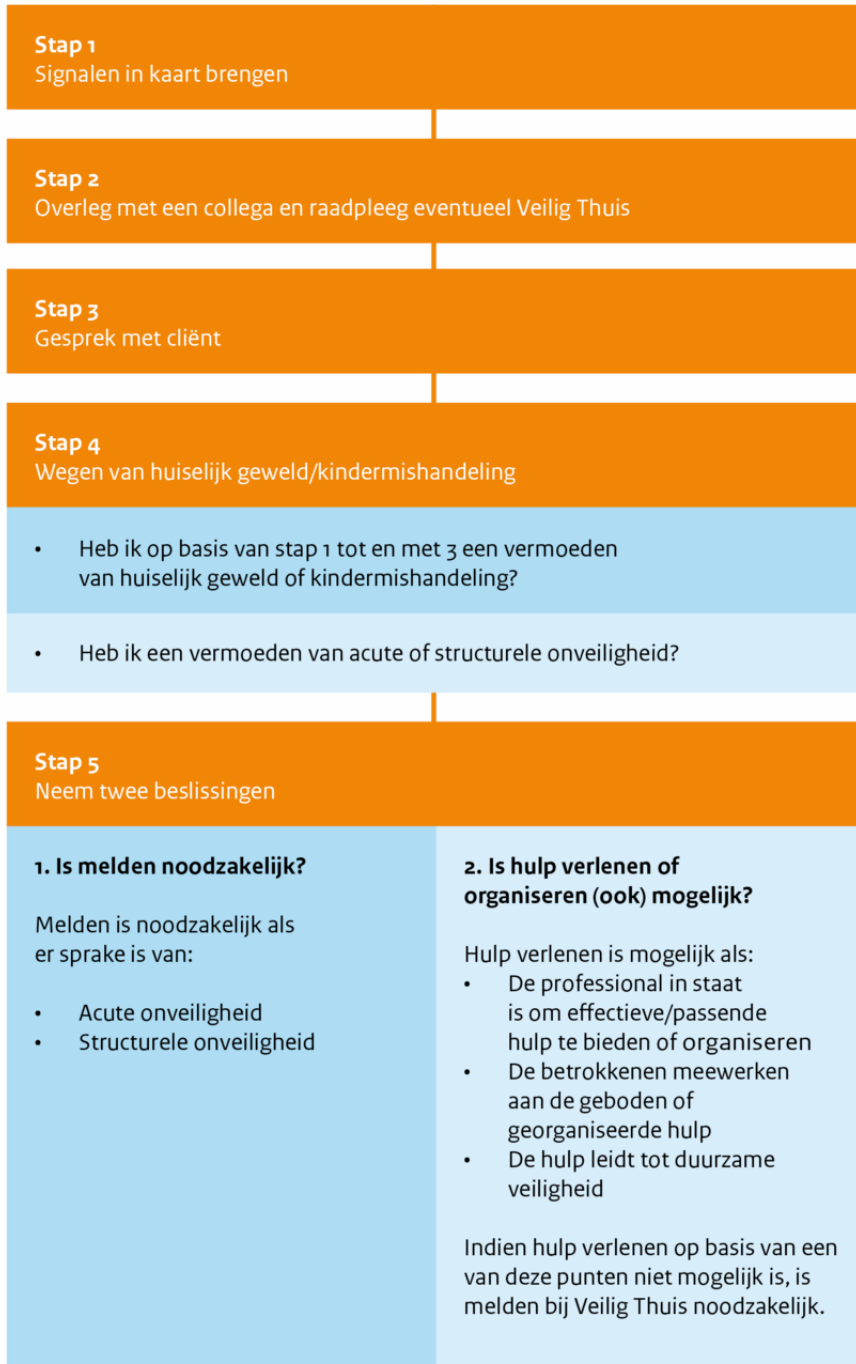 Stap 1
Signalen in kaart brengen
Stap 2
Overleg met een collega en raadpleeg eventueel Veilig Thuis
Stap 3
Gesprek met cliënt
Stap 4
Wegen van huiselijk geweld/kindermishandeling
• Heb ik op basis van stap 1 tot en met 3 een vermoeden
van huiselijk geweld of kindermishandeling?
• Heb ik een vermoeden van acute of structurele onveiligheid?
Stap 5
Neem twee beslissingen
1. Is melden noodzakelijk?
Melden is noodzakelijk als
er sprake is van:
• Acute onveiligheid
• Structurele onveiligheid
2. Is hulp verlenen of
organiseren (ook) mogelijk?
Hulp verlenen is mogelijk als:
• De professional in staat
is om effectieve/passende
hulp te bieden of organiseren
• De betrokkenen meewerken
aan de geboden of
georganiseerde hulp
• De hulp leidt tot duurzame
veiligheid
Indien hulp verlenen op basis van een
van deze punten niet mogelijk is, is
melden bij Veilig Thuis noodzakelijk.